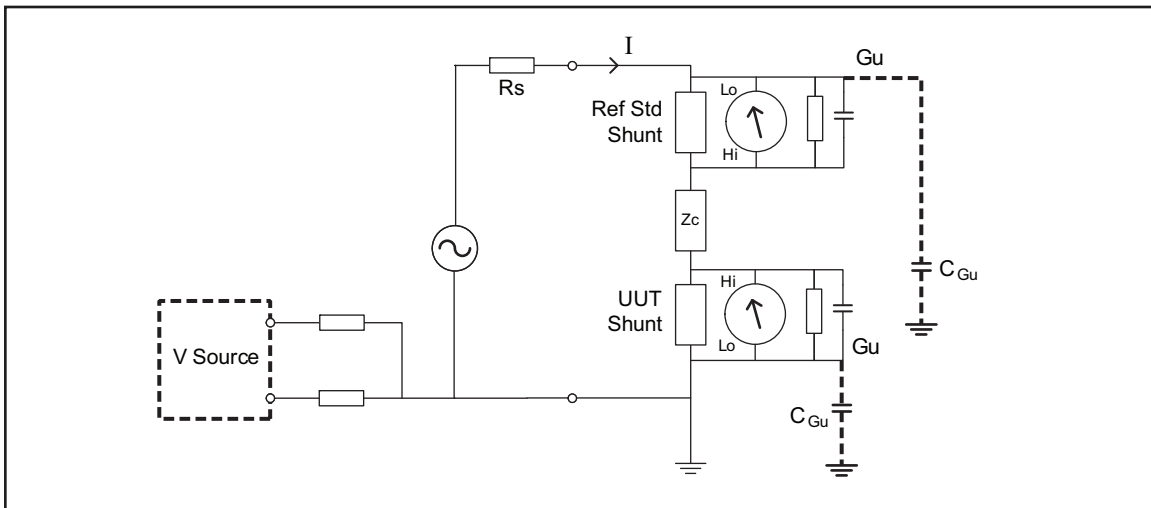 I
Rs
Gu
Ref Std
Shunt
Lo
Hi
Zc
C Gu
UUT
Shunt
Hi
Lo
Gu
C Gu
V Source